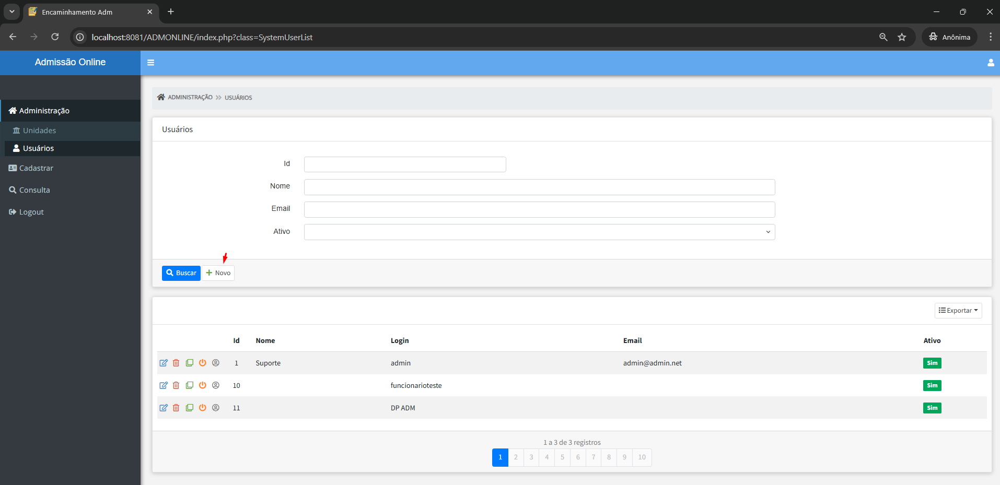 Encaminhamento Adm
localhost:8081/ADMONLINE/index.php?class=SystemUserList
Anônima
Admissão Online
Administração
Unidades
Usuários
Cadastrar
Consulta
Logout
ADMINISTRAÇÃO USUÁRIOS
Usuários
Id
Nome
Email
Ativo
Buscar Novo
Exportar
Id Nome Login Email Ativo
1 Suporte admin admin@admin.net Sim
10 funcionarioteste Sim
11 DP ADM Sim
1 a 3 de 3 registros
1 2 3 4 5 6 7 8 9 10